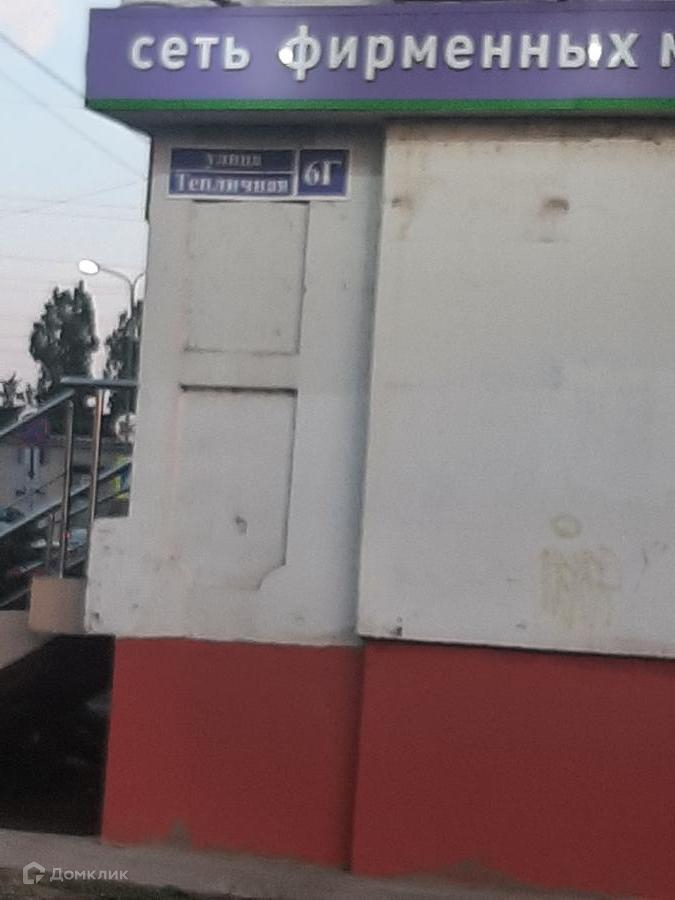 сеть фирменных м
улица
Тепличная
6Г
Домклик